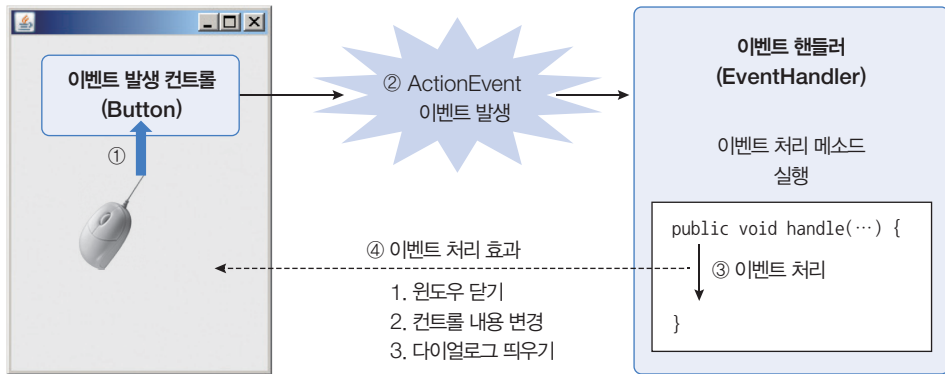 이벤트 발생 컨트롤
(Button)
①
② ActionEvent
이벤트 발생
이벤트 핸들러
(EventHandler)
이벤트 처리 메소드
실행
public void handle(…) {
③ 이벤트 처리
}
④ 이벤트 처리 효과
1. 윈도우 닫기
2. 컨트롤 내용 변경
3. 다이얼로그 띄우기